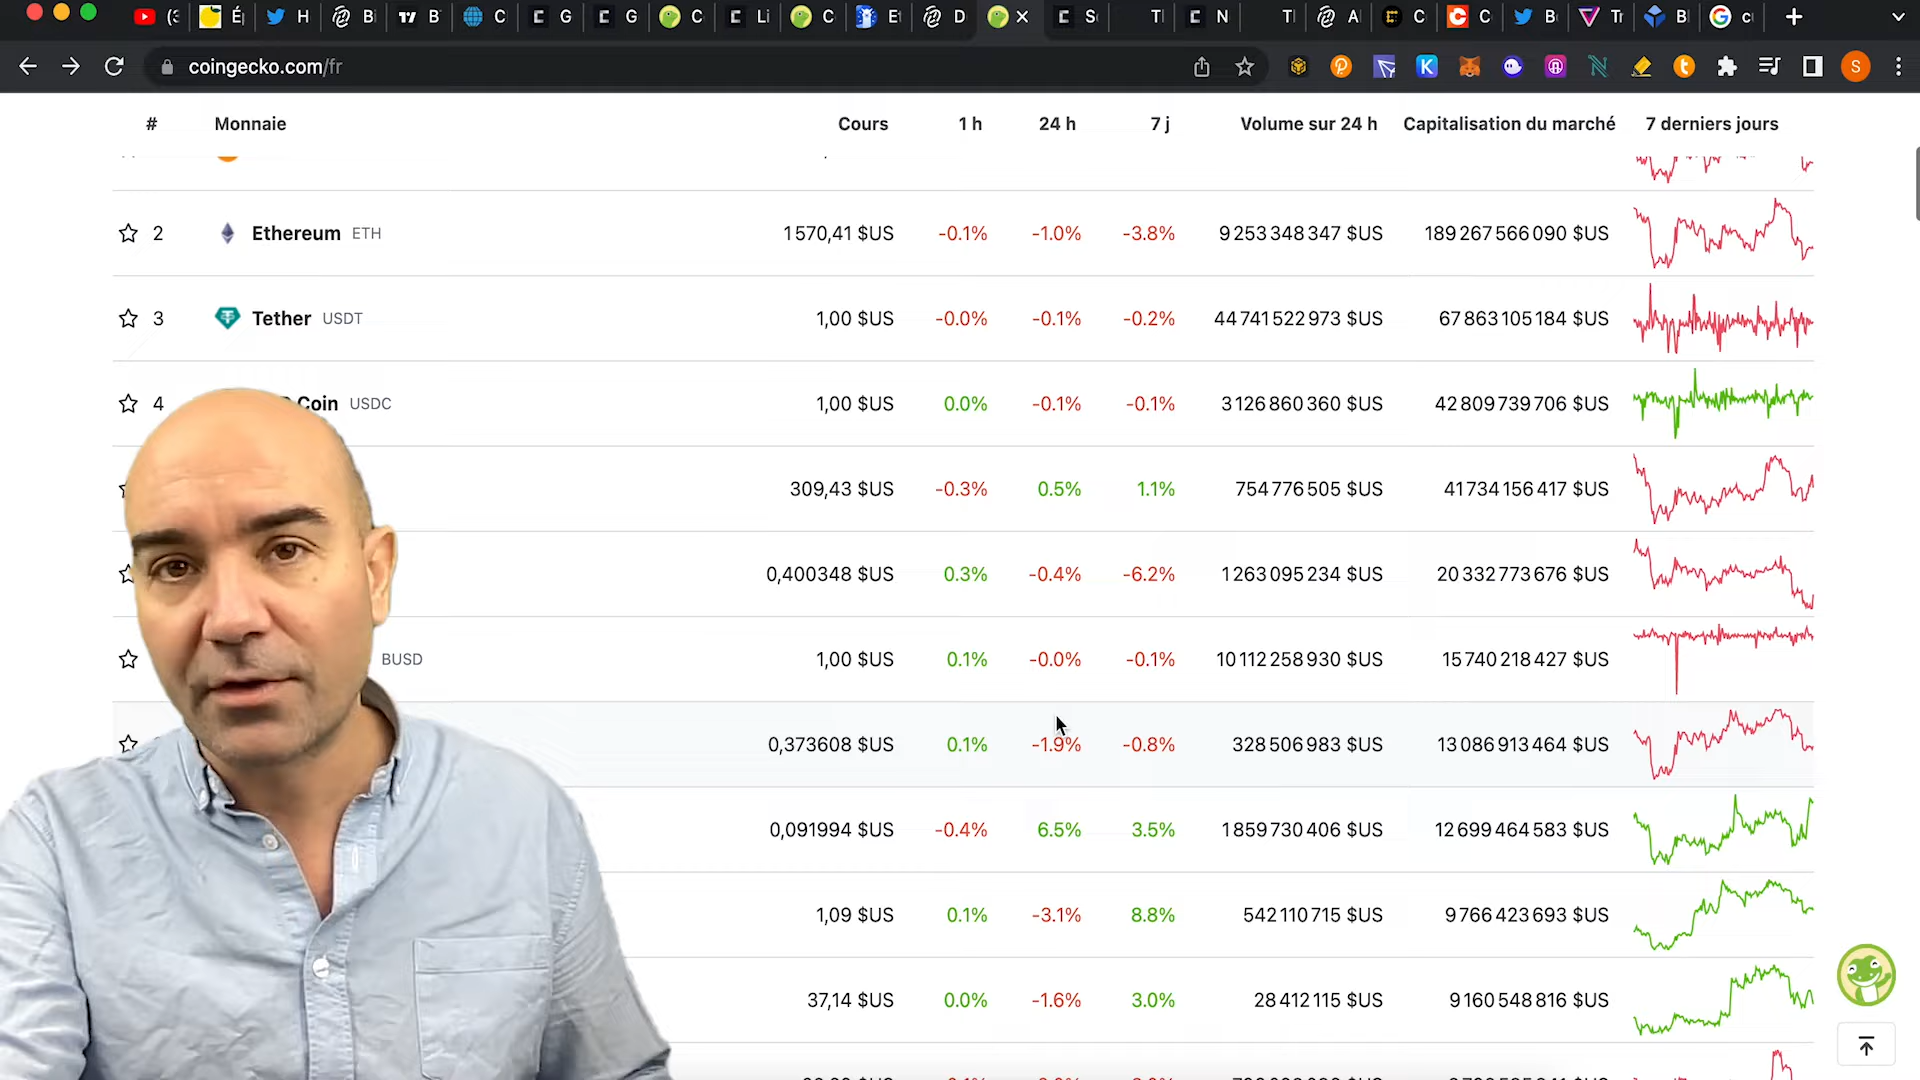 (3
É
H
Bi
B
C
G
G
C
Li
C
Et
D
S
Tl
N
Tl
A
C
C
B
Tr
Bl
c
coingecko.com/fr
S
# Monnaie Cours 1 h 24 h 7 j Volume sur 24 h Capitalisation du marché 7 derniers jours
2 Ethereum ETH 1 570,41 $US -0.1% -1.0% -3.8% 9 253 348 347 $US 189 267 566 090 $US
3 Tether USDT 1,00 $US -0.0% -0.1% -0.2% 44 741 522 973 $US 67 863 105 184 $US
4 Coin USDC 1,00 $US 0.0% -0.1% -0.1% 3 126 860 360 $US 42 809 739 706 $US
309,43 $US -0.3% 0.5% 1.1% 754 776 505 $US 41 734 156 417 $US
0,400348 $US 0.3% -0.4% -6.2% 1 263 095 234 $US 20 332 773 676 $US
BUSD 1,00 $US 0.1% -0.0% -0.1% 10 112 258 930 $US 15 740 218 427 $US
0,373608 $US 0.1% -1.9% -0.8% 328 506 983 $US 13 086 913 464 $US
0,091994 $US -0.4% 6.5% 3.5% 1 859 730 406 $US 12 699 464 583 $US
1,09 $US 0.1% -3.1% 8.8% 542 110 715 $US 9 766 423 693 $US
37,14 $US 0.0% -1.6% 3.0% 28 412 115 $US 9 160 548 816 $US